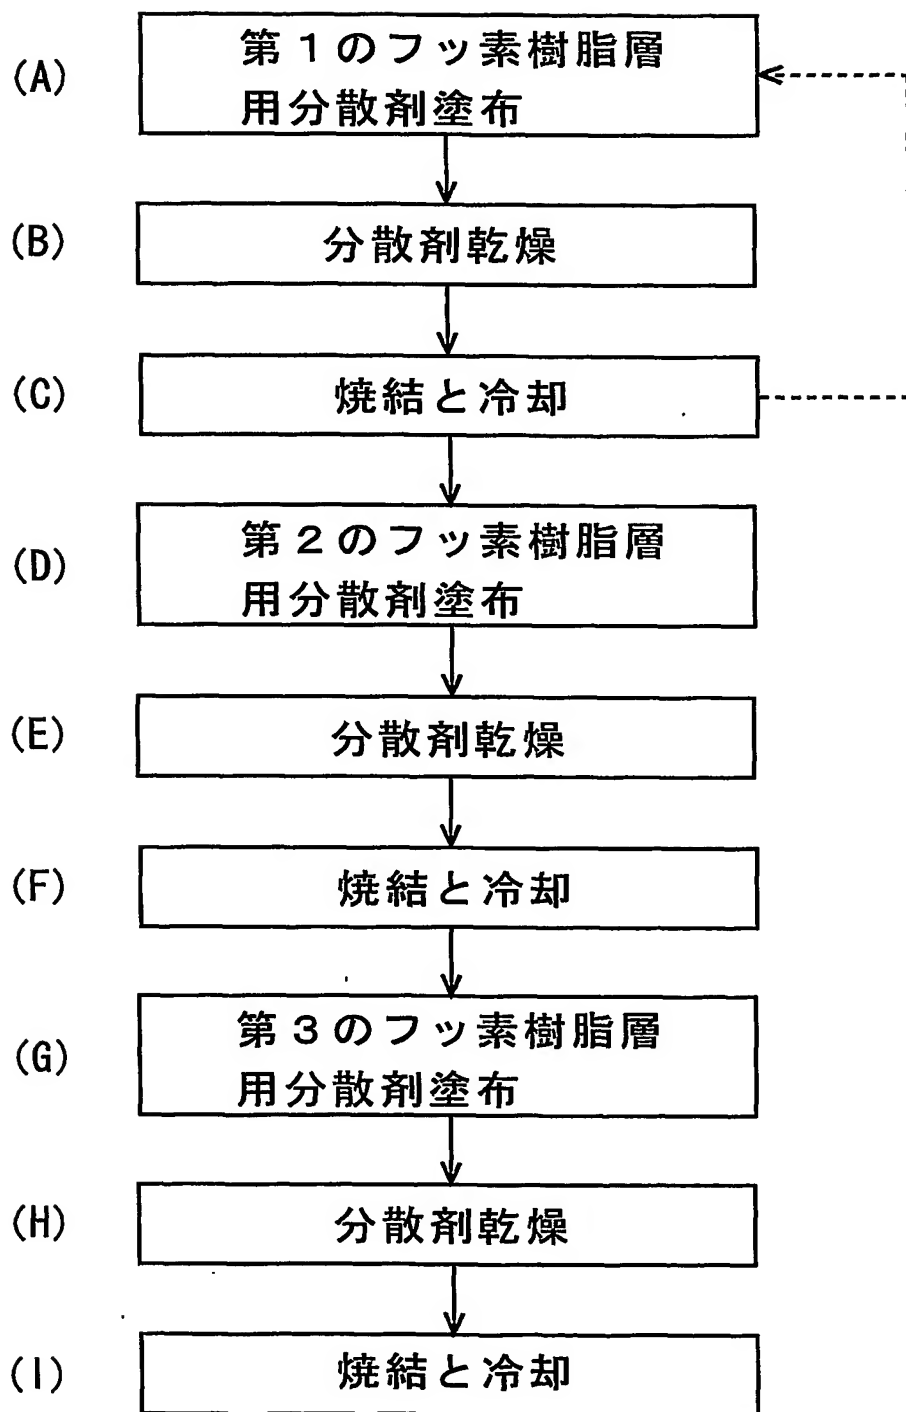 (A)
第1のフッ素樹脂層
用分散剤塗布
(B)
分散剤乾燥
(C)
焼結と冷却
(D)
第2のフッ素樹脂層
用分散剤塗布
(E)
分散剤乾燥
(F)
焼結と冷却
(G)
第3のフッ素樹脂層
用分散剤塗布
(H)
分散剤乾燥
(I)
焼結と冷却